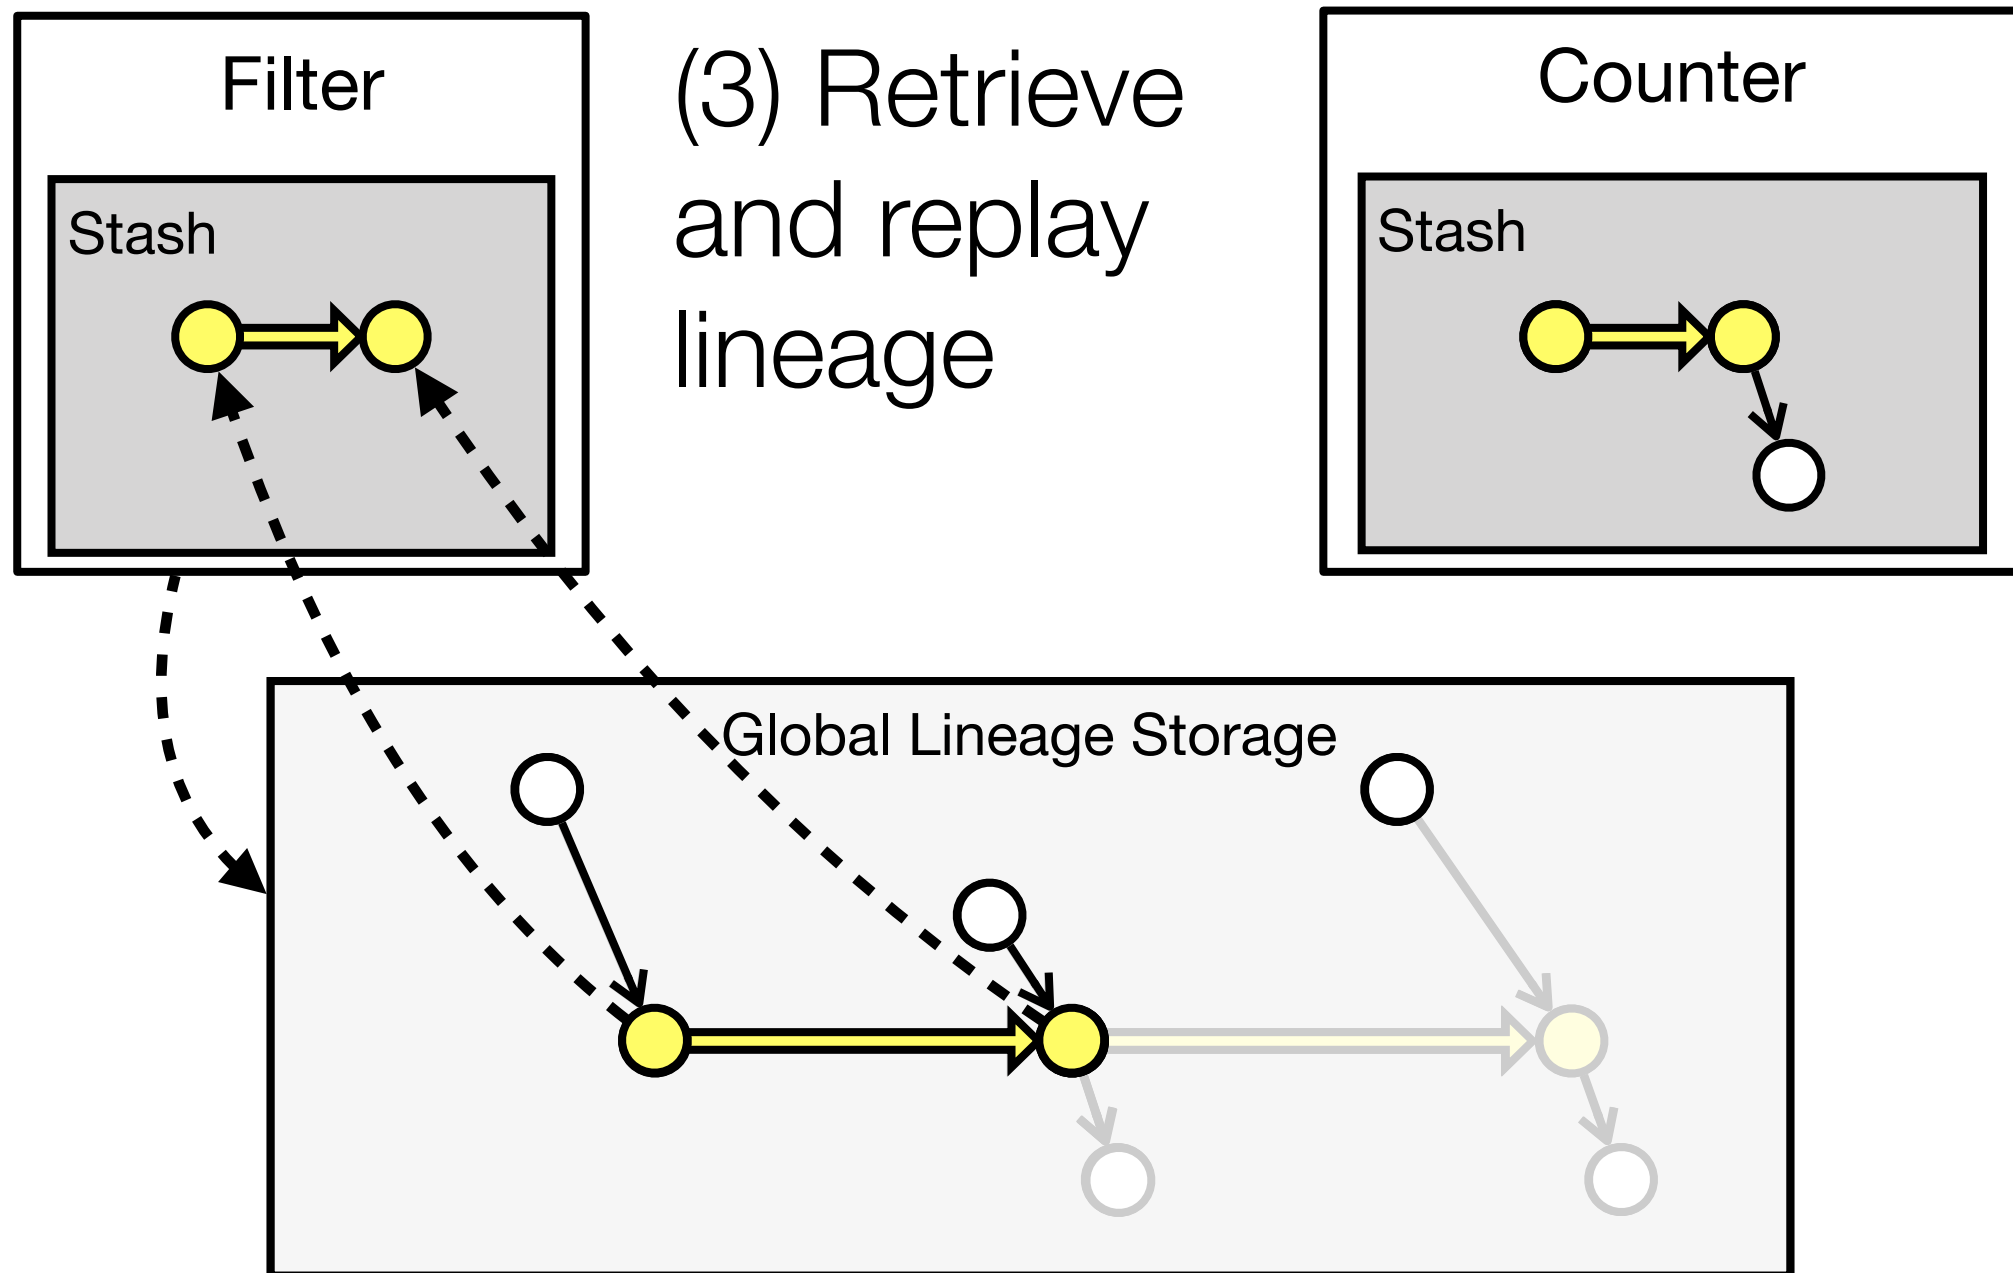 Filter
Stash
(3) Retrieve
and replay
lineage
Counter
Stash
Global Lineage Storage